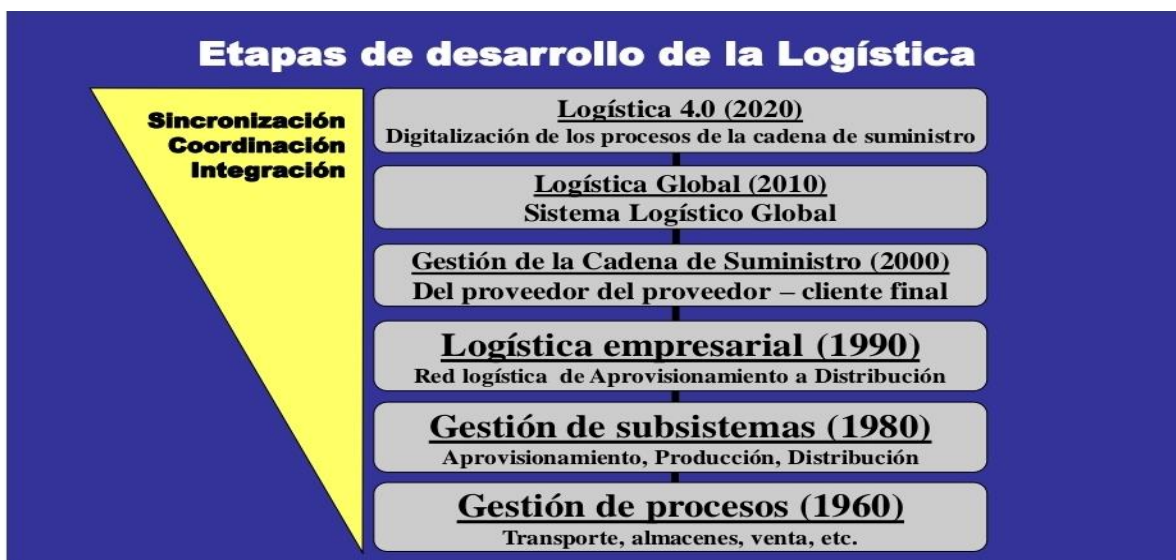 Etapas de desarrollo de la Logística
Sincronización
Coordinación
Integración
Logística 4.0 (2020)
Digitalización de los procesos de la cadena de suministro
Logística Global (2010)
Sistema Logístico Global
Gestión de la Cadena de Suministro (2000)
Del proveedor del proveedor – cliente final
Logística empresarial (1990)
Red logística de Aprovisionamiento a Distribución
Gestión de subsistemas (1980)
Aprovisionamiento, Producción, Distribución
Gestión de procesos (1960)
Transporte, almacenes, venta, etc.